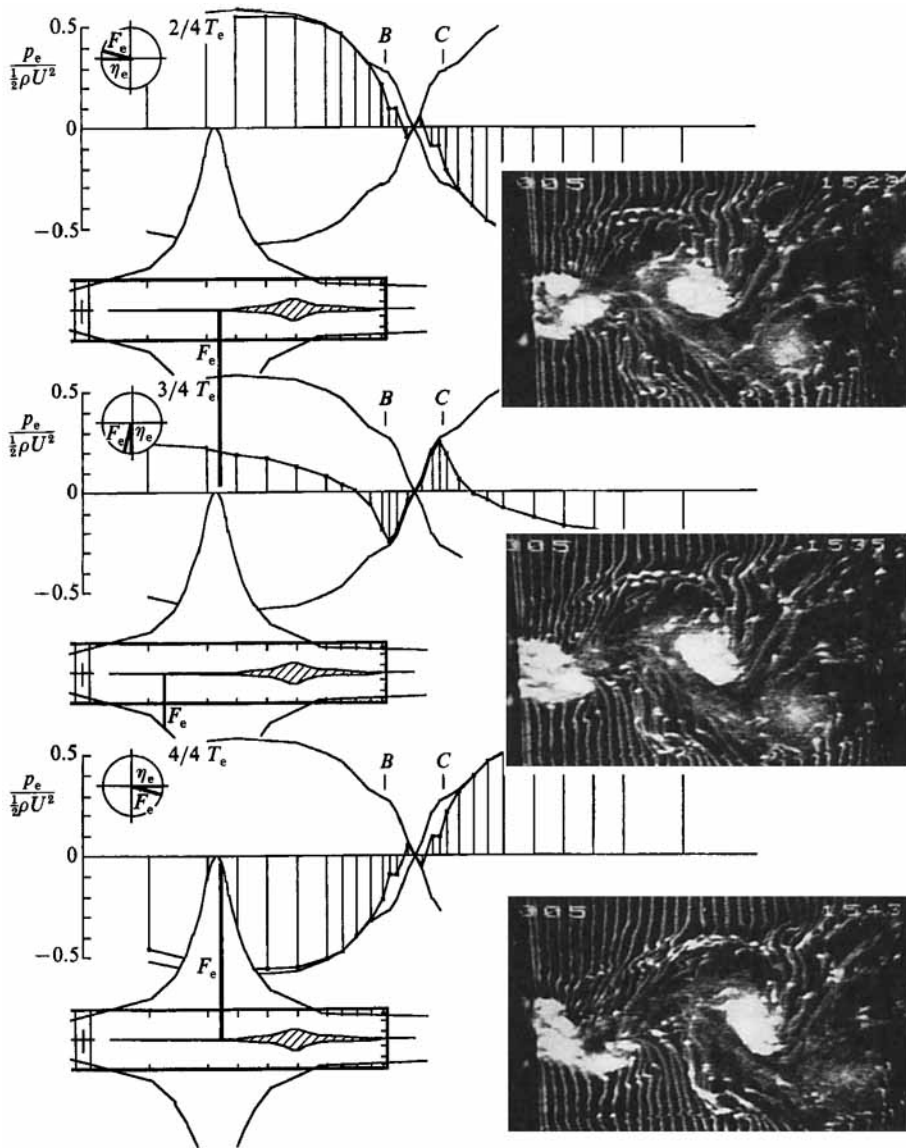 0.5
2/4 T_e
B
C
F_e
η_e
p_e
½ρU²
0
−0.5
305
1529
F_e
3/4 T_e
0.5
B
C
p_e
½ρU²
F_e
η_e
0
−0.5
305
1535
F_e
4/4 T_e
0.5
B
C
p_e
½ρU²
η_e
F_e
0
−0.5
305
1543
F_e